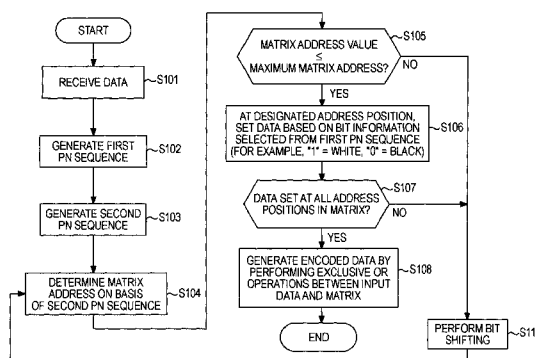 START
RECEIVE DATA
S101
GENERATE FIRST
PN SEQUENCE
S102
GENERATE SECOND
PN SEQUENCE
S103
DETERMINE MATRIX
ADDRESS ON BASIS
OF SECOND PN SEQUENCE
S104
MATRIX ADDRESS VALUE
≤
MAXIMUM MATRIX ADDRESS?
S105
NO
YES
AT DESIGNATED ADDRESS POSITION,
SET DATA BASED ON BIT INFORMATION
SELECTED FROM FIRST PN SEQUENCE
(FOR EXAMPLE, "1" = WHITE, "0" = BLACK)
S106
DATA SET AT ALL ADDRESS
POSITIONS IN MATRIX?
S107
NO
YES
GENERATE ENCODED DATA BY
PERFORMING EXCLUSIVE OR
OPERATIONS BETWEEN INPUT
DATA AND MATRIX
S108
END
PERFORM BIT
SHIFTING
S11